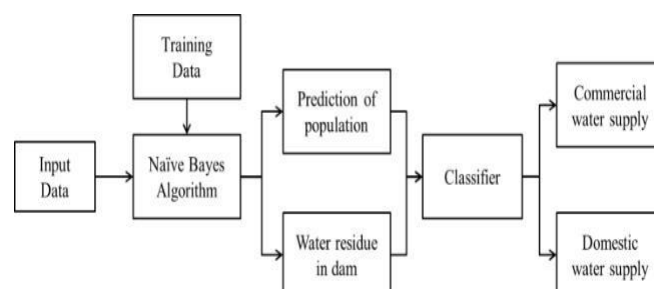 Training
Data
Input
Data
Naïve Bayes
Algorithm
Prediction of
population
Water residue
in dam
Classifier
Commercial
water supply
Domestic
water supply